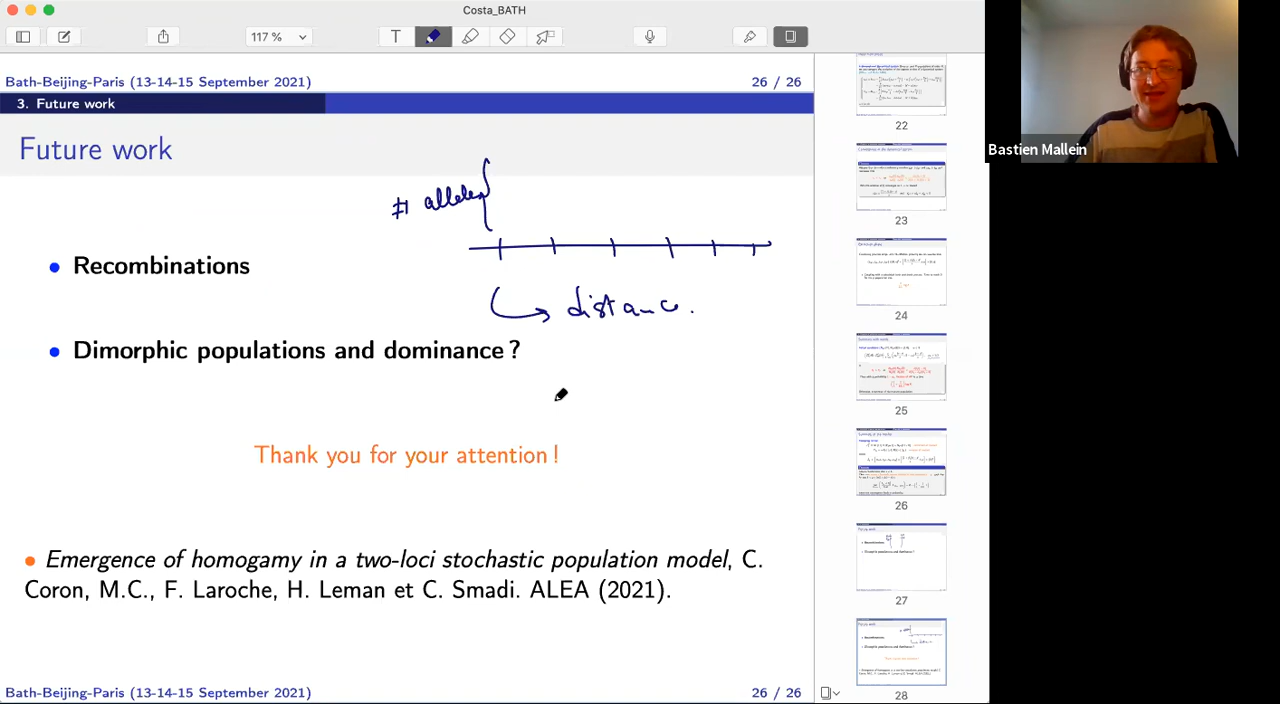 Costa_BATH
117 %
T
Bath-Beijing-Paris (13-14-15 September 2021) 26 / 26
3. Future work
Future work
# alleles
Recombinations
distance.
Dimorphic populations and dominance ?
Thank you for your attention !
Emergence of homogamy in a two-loci stochastic population model, C.
Coron, M.C., F. Laroche, H. Leman et C. Smadi. ALEA (2021).
Bath-Beijing-Paris (13-14-15 September 2021) 26 / 26
22
23
24
25
26
27
28
Bastien Mallein